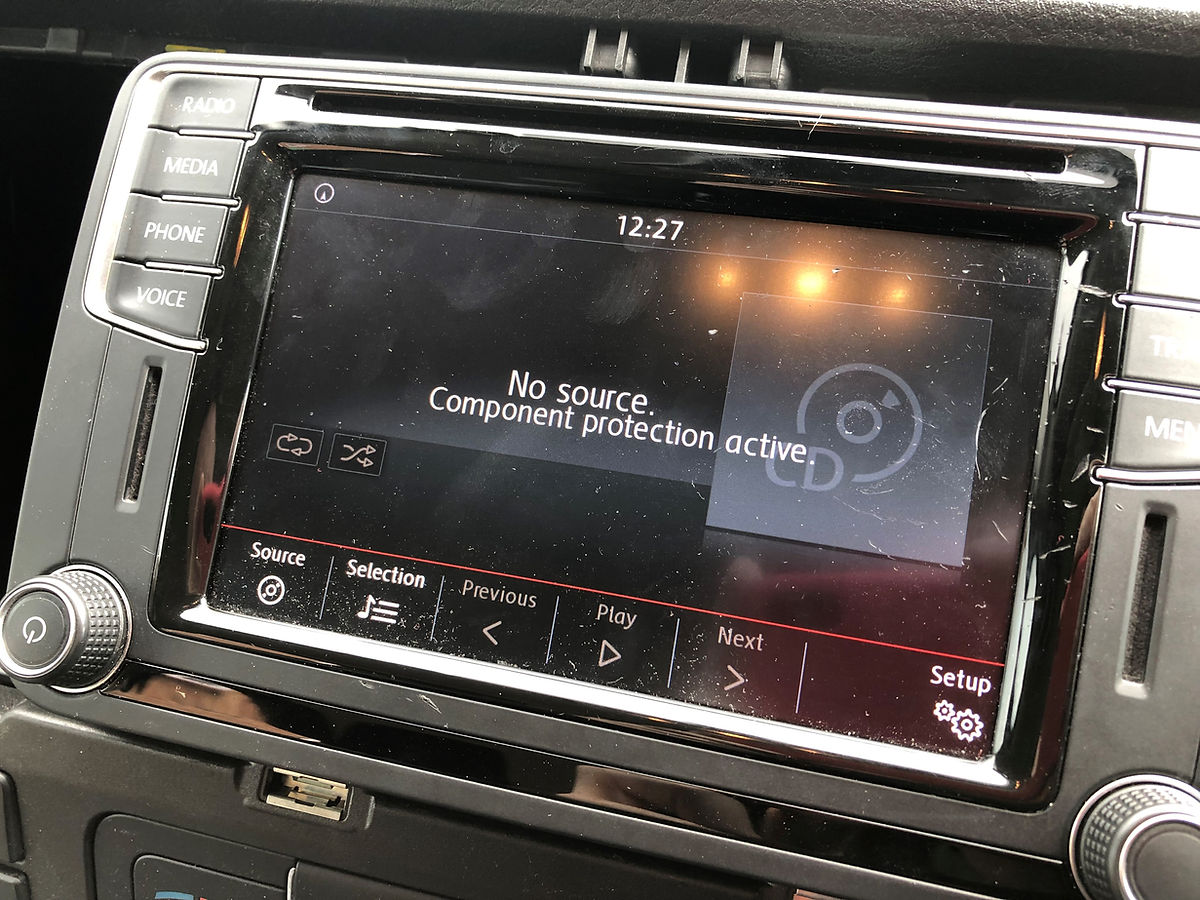 RADIO
MEDIA
PHONE
VOICE
12:27
No source.
Component protection active.
CD
Source
Selection
Previous
Play
Next
Setup